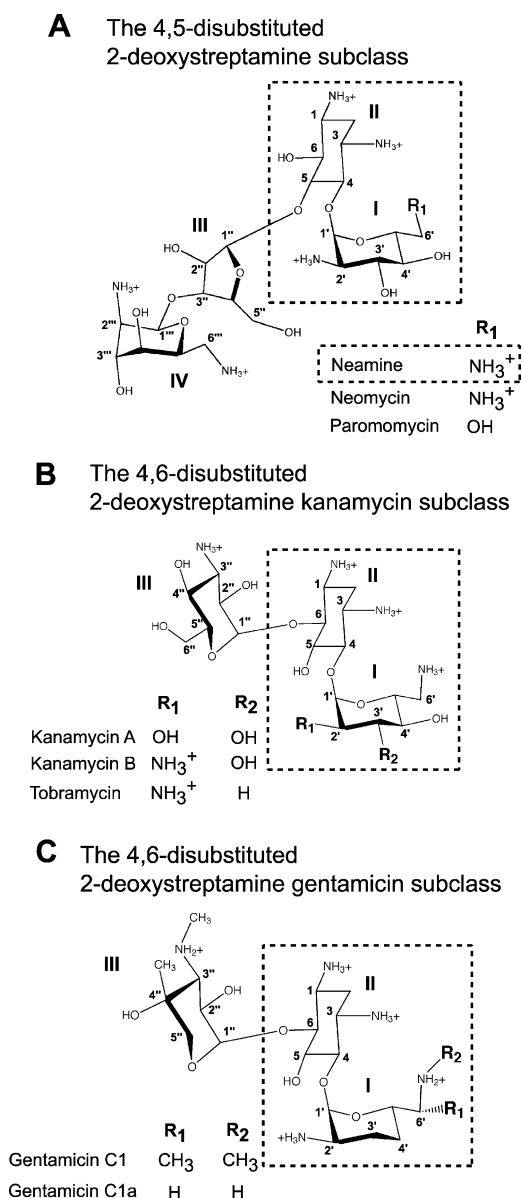 A The 4,5-disubstituted
2-deoxystreptamine subclass
NH3+
1 II
3
6 NH3+
HO
5 4
O O I R1
III
1" 1' O 6'
HO +H3N 3' OH
2" O 2' 4'
NH3+ OH
O 3"
OH 5"
2''' O OH
1'''
3''' 6'''
R1
IV NH3+
OH
Neamine NH3+
Neomycin NH3+
Paromomycin OH
B The 4,6-disubstituted
2-deoxystreptamine kanamycin subclass
NH3+
OH 3"
III
NH3+
1 II
4" 2" OH
3
NH3+
5" 1" O 6
HO
5 4
6" O HO O
I NH3+
1' O 6'
R1 R2 R1 3' OH
2' 4'
Kanamycin A OH OH
R2
Kanamycin B NH3+ OH
Tobramycin NH3+ H
C The 4,6-disubstituted
2-deoxystreptamine gentamicin subclass
CH3
NH2+
III
CH3 3"
NH3+
1 II
4" OH
2"
HO 3 NH3+
5" 1" O 6
5 4
O HO R2
O I NH2+
1' O R1
6'
R1 R2 3'
+H3N 2' 4'
Gentamicin C1 CH3 CH3
Gentamicin C1a H H